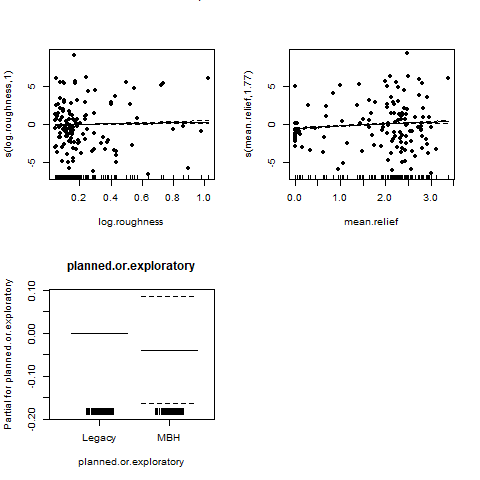 s(log.roughness,1)
5
0
-5
0.2 0.4 0.6 0.8 1.0
log.roughness
s(mean.relief,1.77)
5
0
-5
0.0 1.0 2.0 3.0
mean.relief
planned.or.exploratory
Partial for planned.or.exploratory
0.10
0.00
-0.10
-0.20
Legacy MBH
planned.or.exploratory